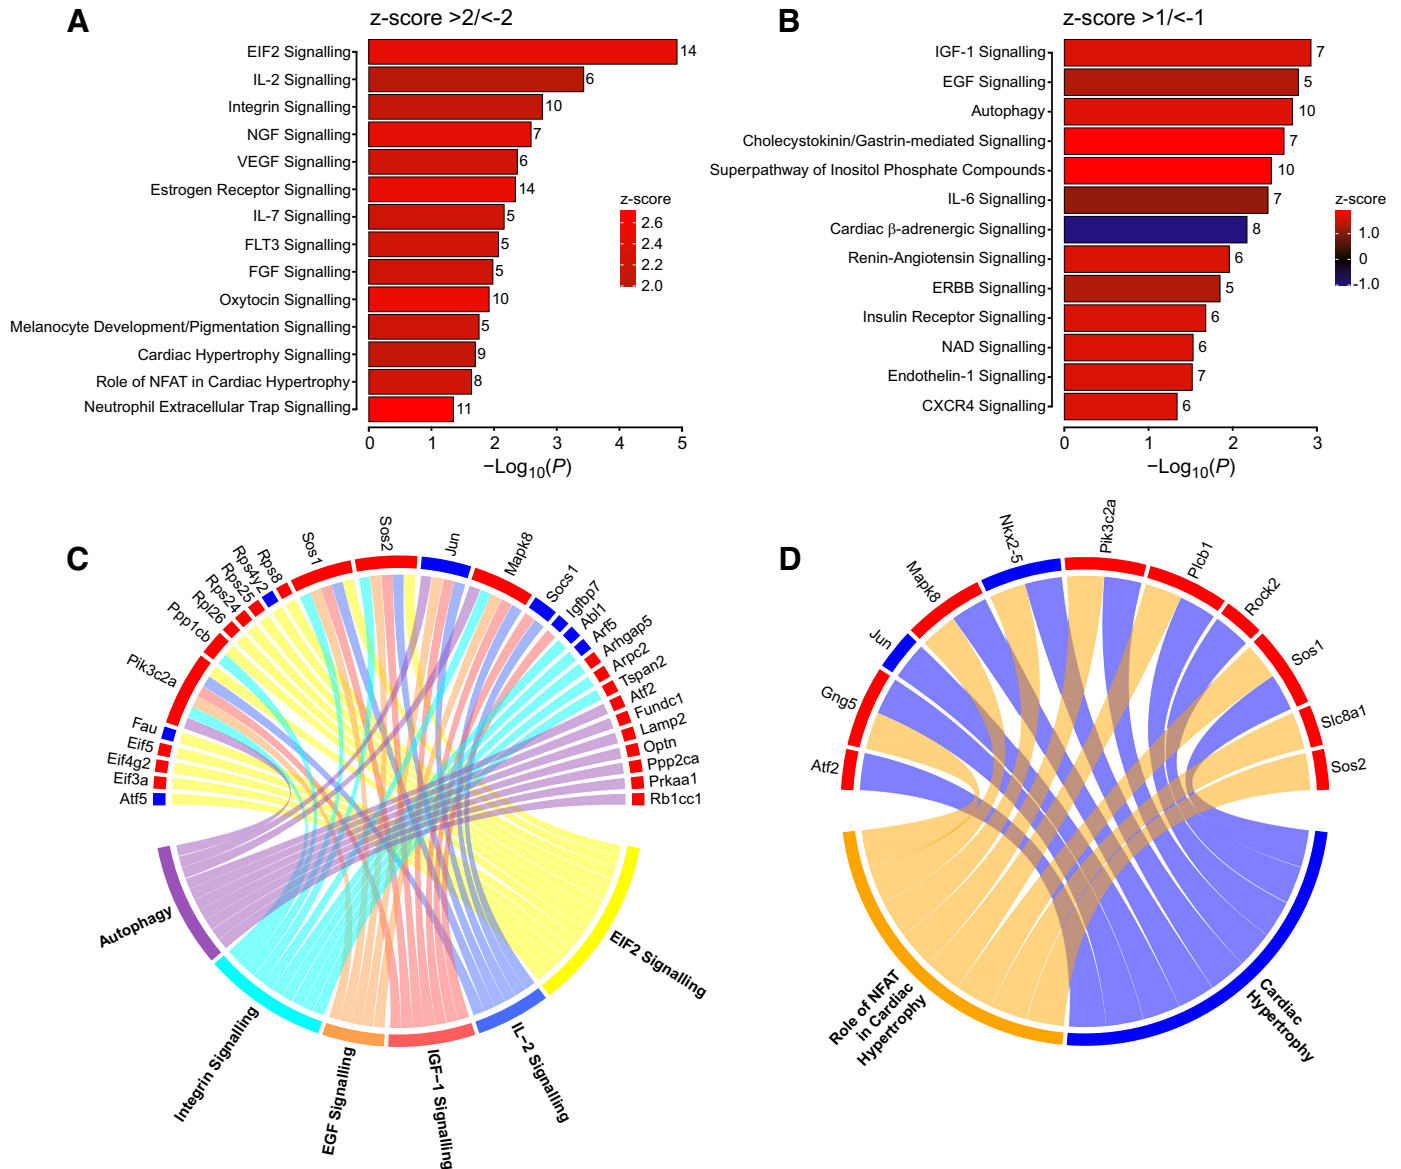 A
z-score >2/<-2
EIF2 Signalling
14
IL-2 Signalling
6
Integrin Signalling
10
NGF Signalling
7
VEGF Signalling
6
Estrogen Receptor Signalling
14
IL-7 Signalling
5
FLT3 Signalling
5
FGF Signalling
5
Oxytocin Signalling
10
Melanocyte Development/Pigmentation Signalling
5
Cardiac Hypertrophy Signalling
9
Role of NFAT in Cardiac Hypertrophy
8
Neutrophil Extracellular Trap Signalling
11
0 1 2 3 4 5
−Log10(P)
z-score
2.6
2.4
2.2
2.0
B
z-score >1/<-1
IGF-1 Signalling
7
EGF Signalling
5
Autophagy
10
Cholecystokinin/Gastrin-mediated Signalling
7
Superpathway of Inositol Phosphate Compounds
10
IL-6 Signalling
7
Cardiac β-adrenergic Signalling
8
Renin-Angiotensin Signalling
6
ERBB Signalling
5
Insulin Receptor Signalling
6
NAD Signalling
6
Endothelin-1 Signalling
7
CXCR4 Signalling
6
0 1 2 3
−Log10(P)
z-score
1.0
0
-1.0
C
Atf5
Eif3a
Eif4g2
Eif5
Fau
Pik3c2a
Ppp1cb
Rpl26
Rps24
Rps25
Rps4y2
Rps8
Sos1
Sos2
Jun
Mapk8
Socs1
Igfbp7
Abl1
Arf5
Arhgap5
Arpc2
Tspan2
Atf2
Fundc1
Lamp2
Optn
Ppp2ca
Prkaa1
Rb1cc1
Autophagy
Integrin Signalling
EGF Signalling
IGF−1 Signalling
IL−2 Signalling
EIF2 Signalling
D
Atf2
Gng5
Jun
Mapk8
Nkx2-5
Pik3c2a
Plcb1
Rock2
Sos1
Slc8a1
Sos2
Role of NFAT
in Cardiac
Hypertrophy
Cardiac
Hypertrophy